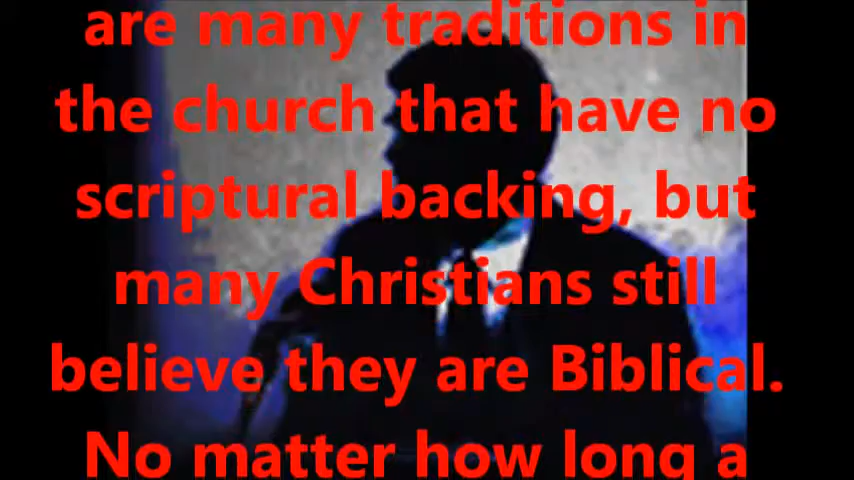 are many traditions in
the church that have no
scriptural backing, but
many Christians still
believe they are Biblical.
No matter how long a